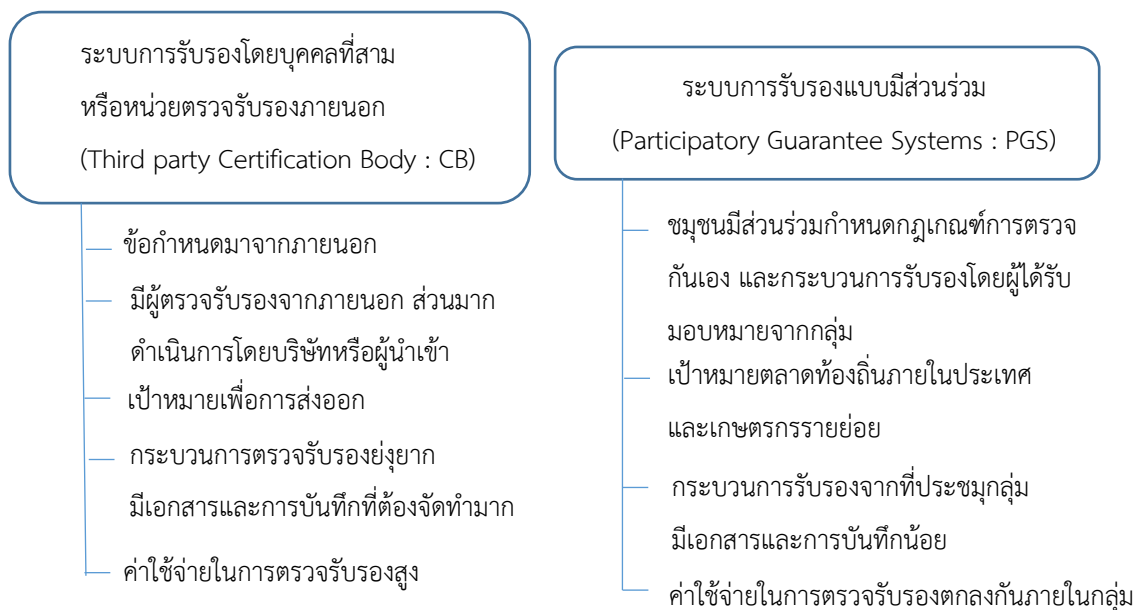 ระบบการรับรองโดยบุคคลที่สาม
หรือหน่วยตรวจรับรองภายนอก
(Third party Certification Body : CB)
ข้อกำหนดมาจากภายนอก
มีผู้ตรวจรับรองจากภายนอก ส่วนมาก
ดำเนินการโดยบริษัทหรือผู้นำเข้า
เป้าหมายเพื่อการส่งออก
กระบวนการตรวจรับรองยุ่งยาก
มีเอกสารและการบันทึกที่ต้องจัดทำมาก
ค่าใช้จ่ายในการตรวจรับรองสูง
ระบบการรับรองแบบมีส่วนร่วม
(Participatory Guarantee Systems : PGS)
ชุมชนมีส่วนร่วมกำหนดกฎเกณฑ์การตรวจ
กันเอง และกระบวนการรับรองโดยผู้ได้รับ
มอบหมายจากกลุ่ม
เป้าหมายตลาดท้องถิ่นภายในประเทศ
และเกษตรกรรายย่อย
กระบวนการรับรองจากที่ประชุมกลุ่ม
มีเอกสารและการบันทึกน้อย
ค่าใช้จ่ายในการตรวจรับรองตกลงกันภายในกลุ่ม